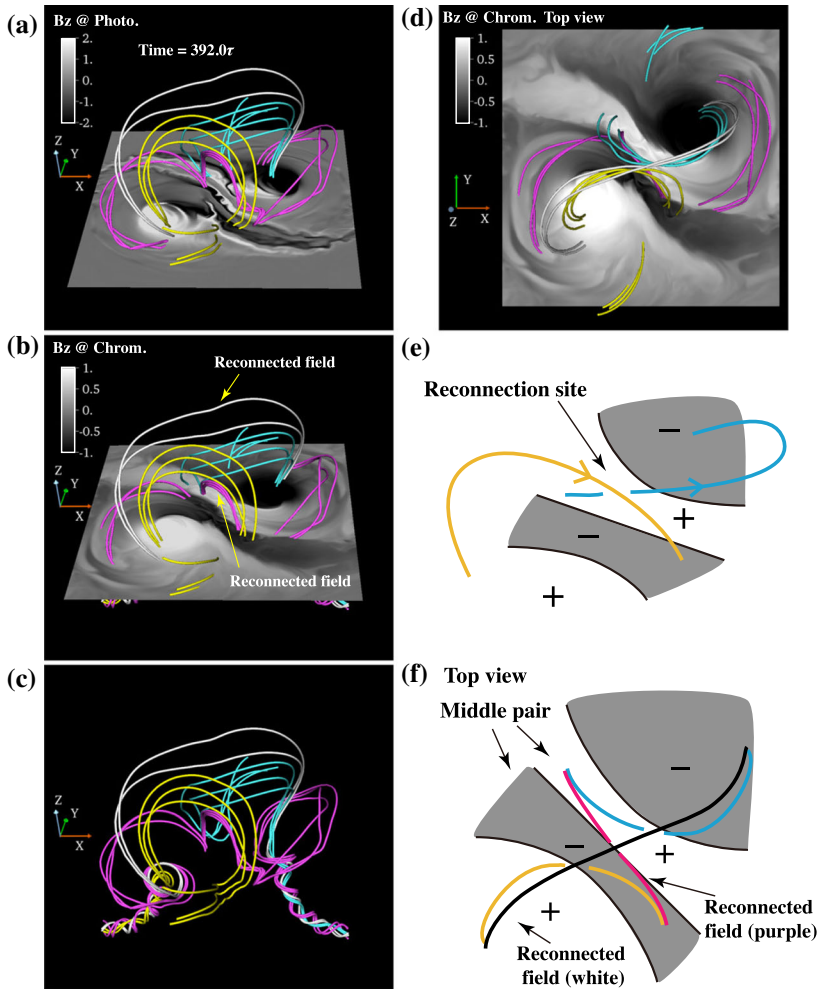 (a)
Bz @ Photo.
2.
1.
0.
-1.
-2.
Time = 392.0τ
Z
Y
X
(b)
Bz @ Chrom.
1.
0.5
0.0
-0.5
-1.
Reconnected field
Reconnected field
Z
Y
X
(c)
Z
Y
X
(d)
Bz @ Chrom. Top view
1.
0.5
0.0
-0.5
-1.
Y
Z
X
(e)
Reconnection site
−
+
−
+
(f)
Top view
Middle pair
−
−
+
+
Reconnected
field (purple)
Reconnected
field (white)